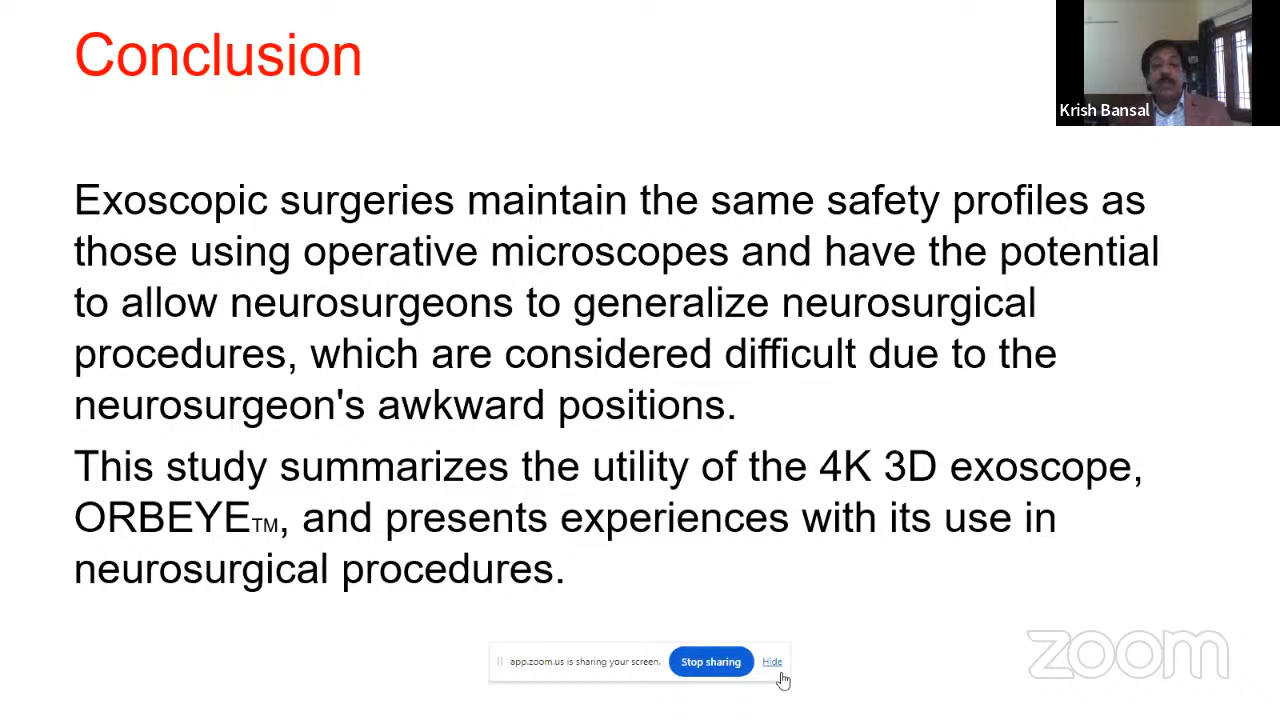 Conclusion
Krish Bansal
Exoscopic surgeries maintain the same safety profiles as
those using operative microscopes and have the potential
to allow neurosurgeons to generalize neurosurgical
procedures, which are considered difficult due to the
neurosurgeon's awkward positions.
This study summarizes the utility of the 4K 3D exoscope,
ORBEYE™, and presents experiences with its use in
neurosurgical procedures.
app.zoom.us is sharing your screen. Stop sharing Hide
zoom